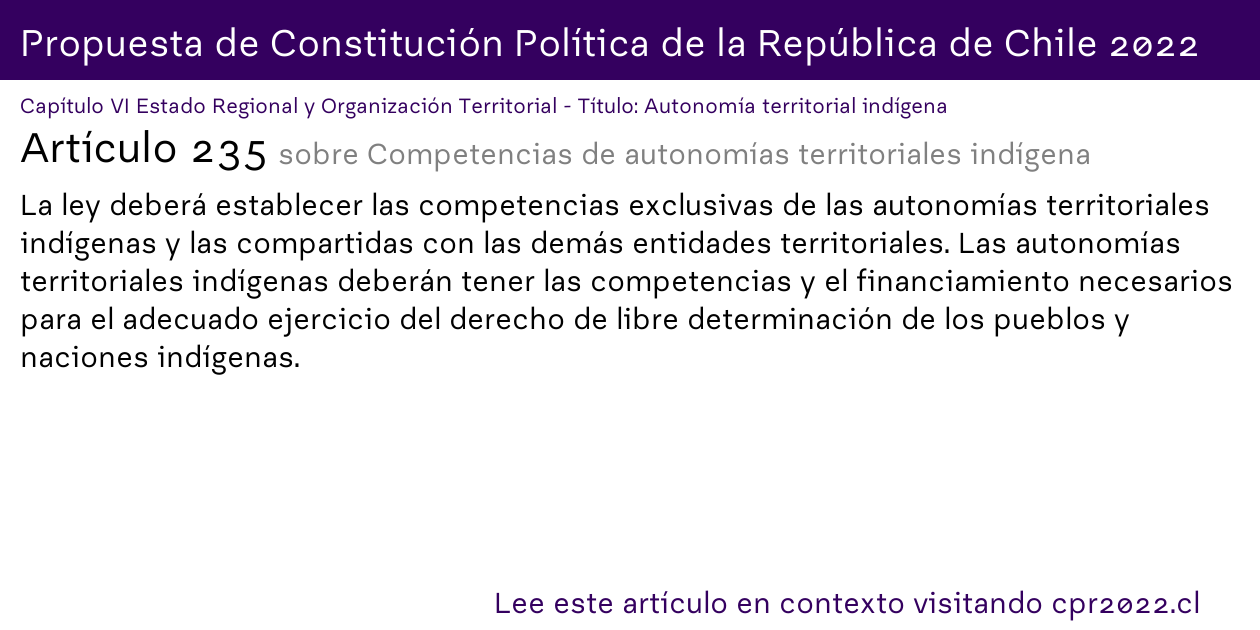 Propuesta de Constitución Política de la República de Chile 2022
Capítulo VI Estado Regional y Organización Territorial - Título: Autonomía territorial indígena
Artículo 235 sobre Competencias de autonomías territoriales indígena
La ley deberá establecer las competencias exclusivas de las autonomías territoriales
indígenas y las compartidas con las demás entidades territoriales. Las autonomías
territoriales indígenas deberán tener las competencias y el financiamiento necesarios
para el adecuado ejercicio del derecho de libre determinación de los pueblos y
naciones indígenas.
Lee este artículo en contexto visitando cpr2022.cl